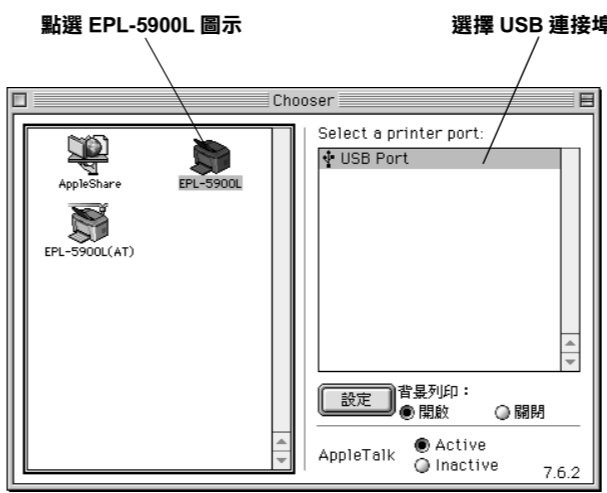 點選 EPL-5900L 圖示
選擇 USB 連接埠
Chooser
AppleShare
EPL-5900L
EPL-5900L(AT)
Select a printer port:
USB Port
設定
背景列印：
開啟
關閉
AppleTalk
Active
Inactive
7.6.2